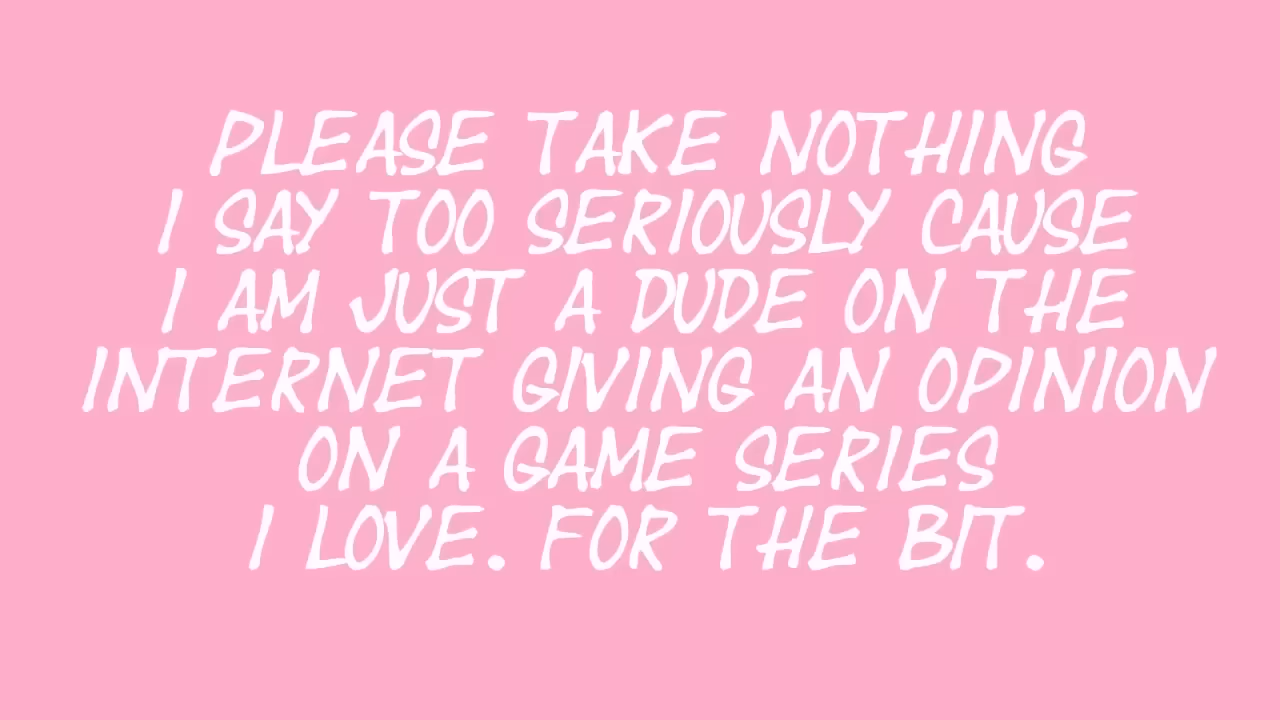 PLEASE TAKE NOTHING
I SAY TOO SERIOUSLY CAUSE
I AM JUST A DUDE ON THE
INTERNET GIVING AN OPINION
ON A GAME SERIES
I LOVE. FOR THE BIT.